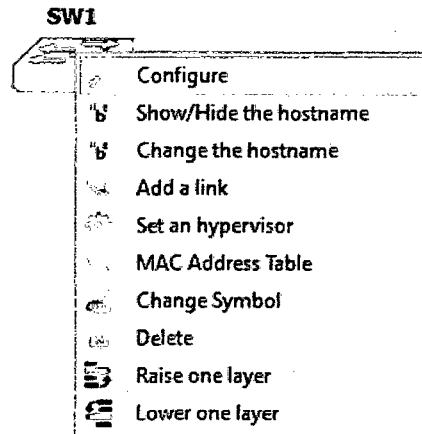 SW1
Configure
Show/Hide the hostname
Change the hostname
Add a link
Set an hypervisor
MAC Address Table
Change Symbol
Delete
Raise one layer
Lower one layer